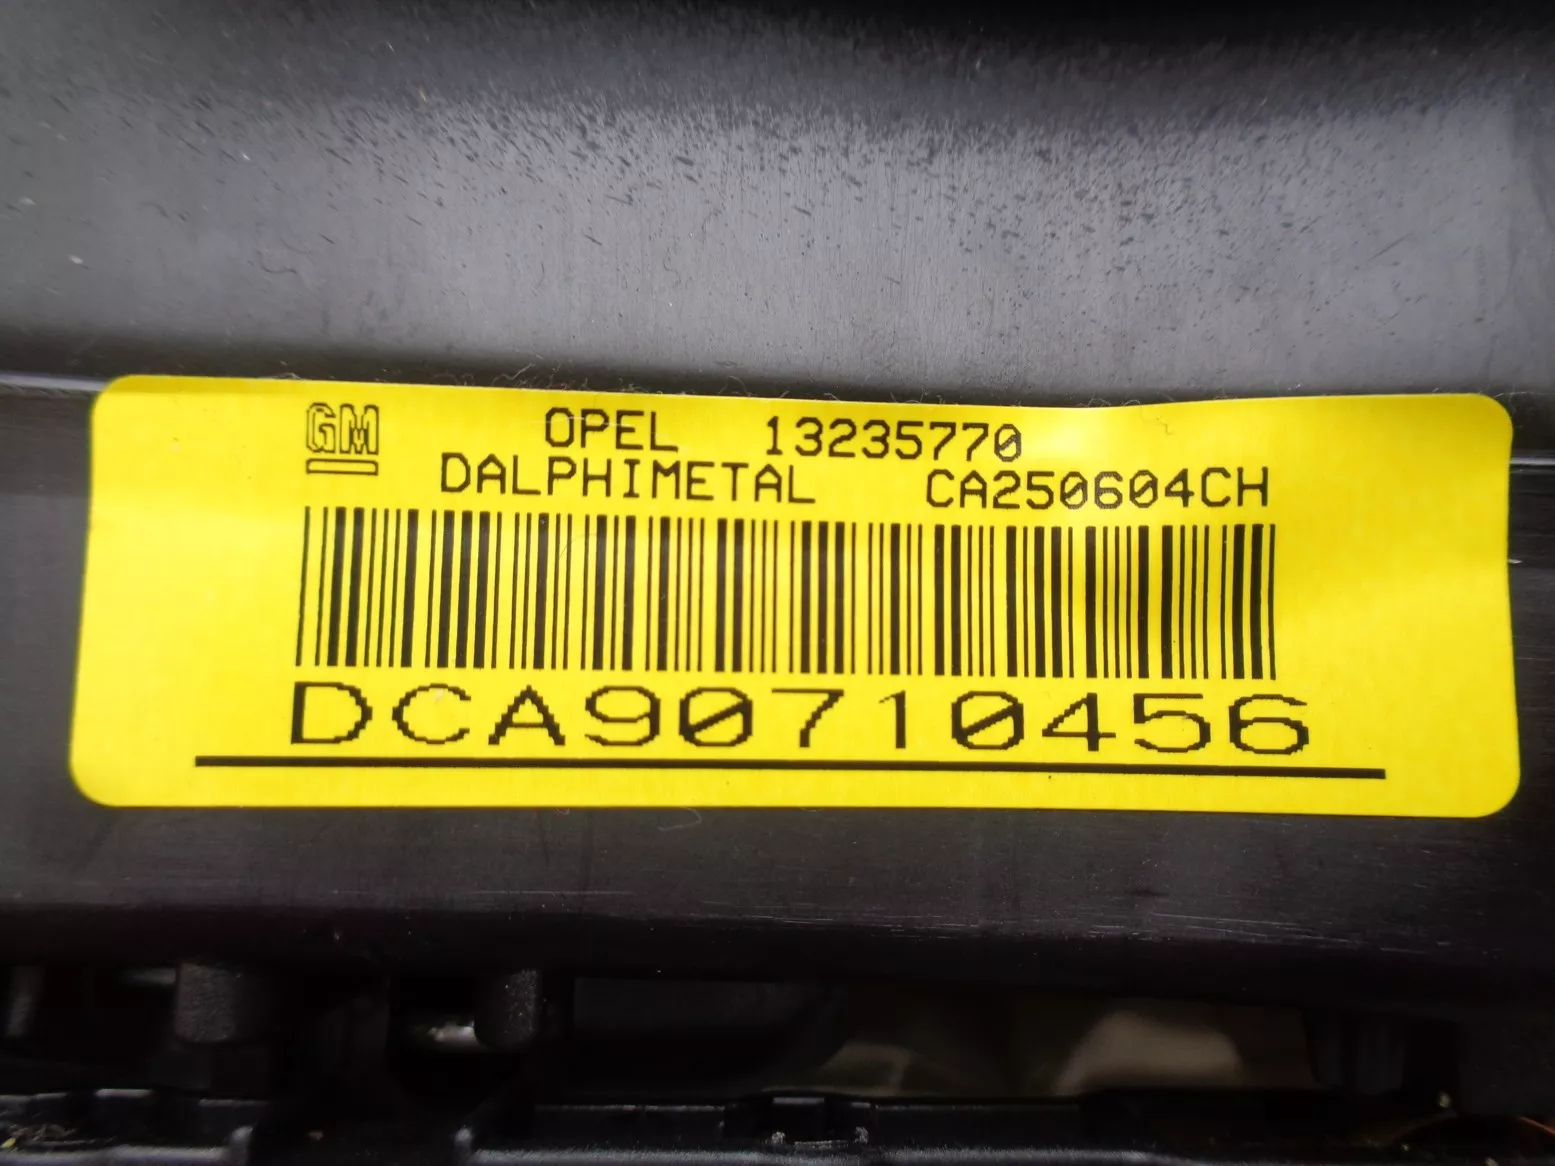 GM OPEL 13235770
DALPHIMETAL CA250604CH
DCA90710456